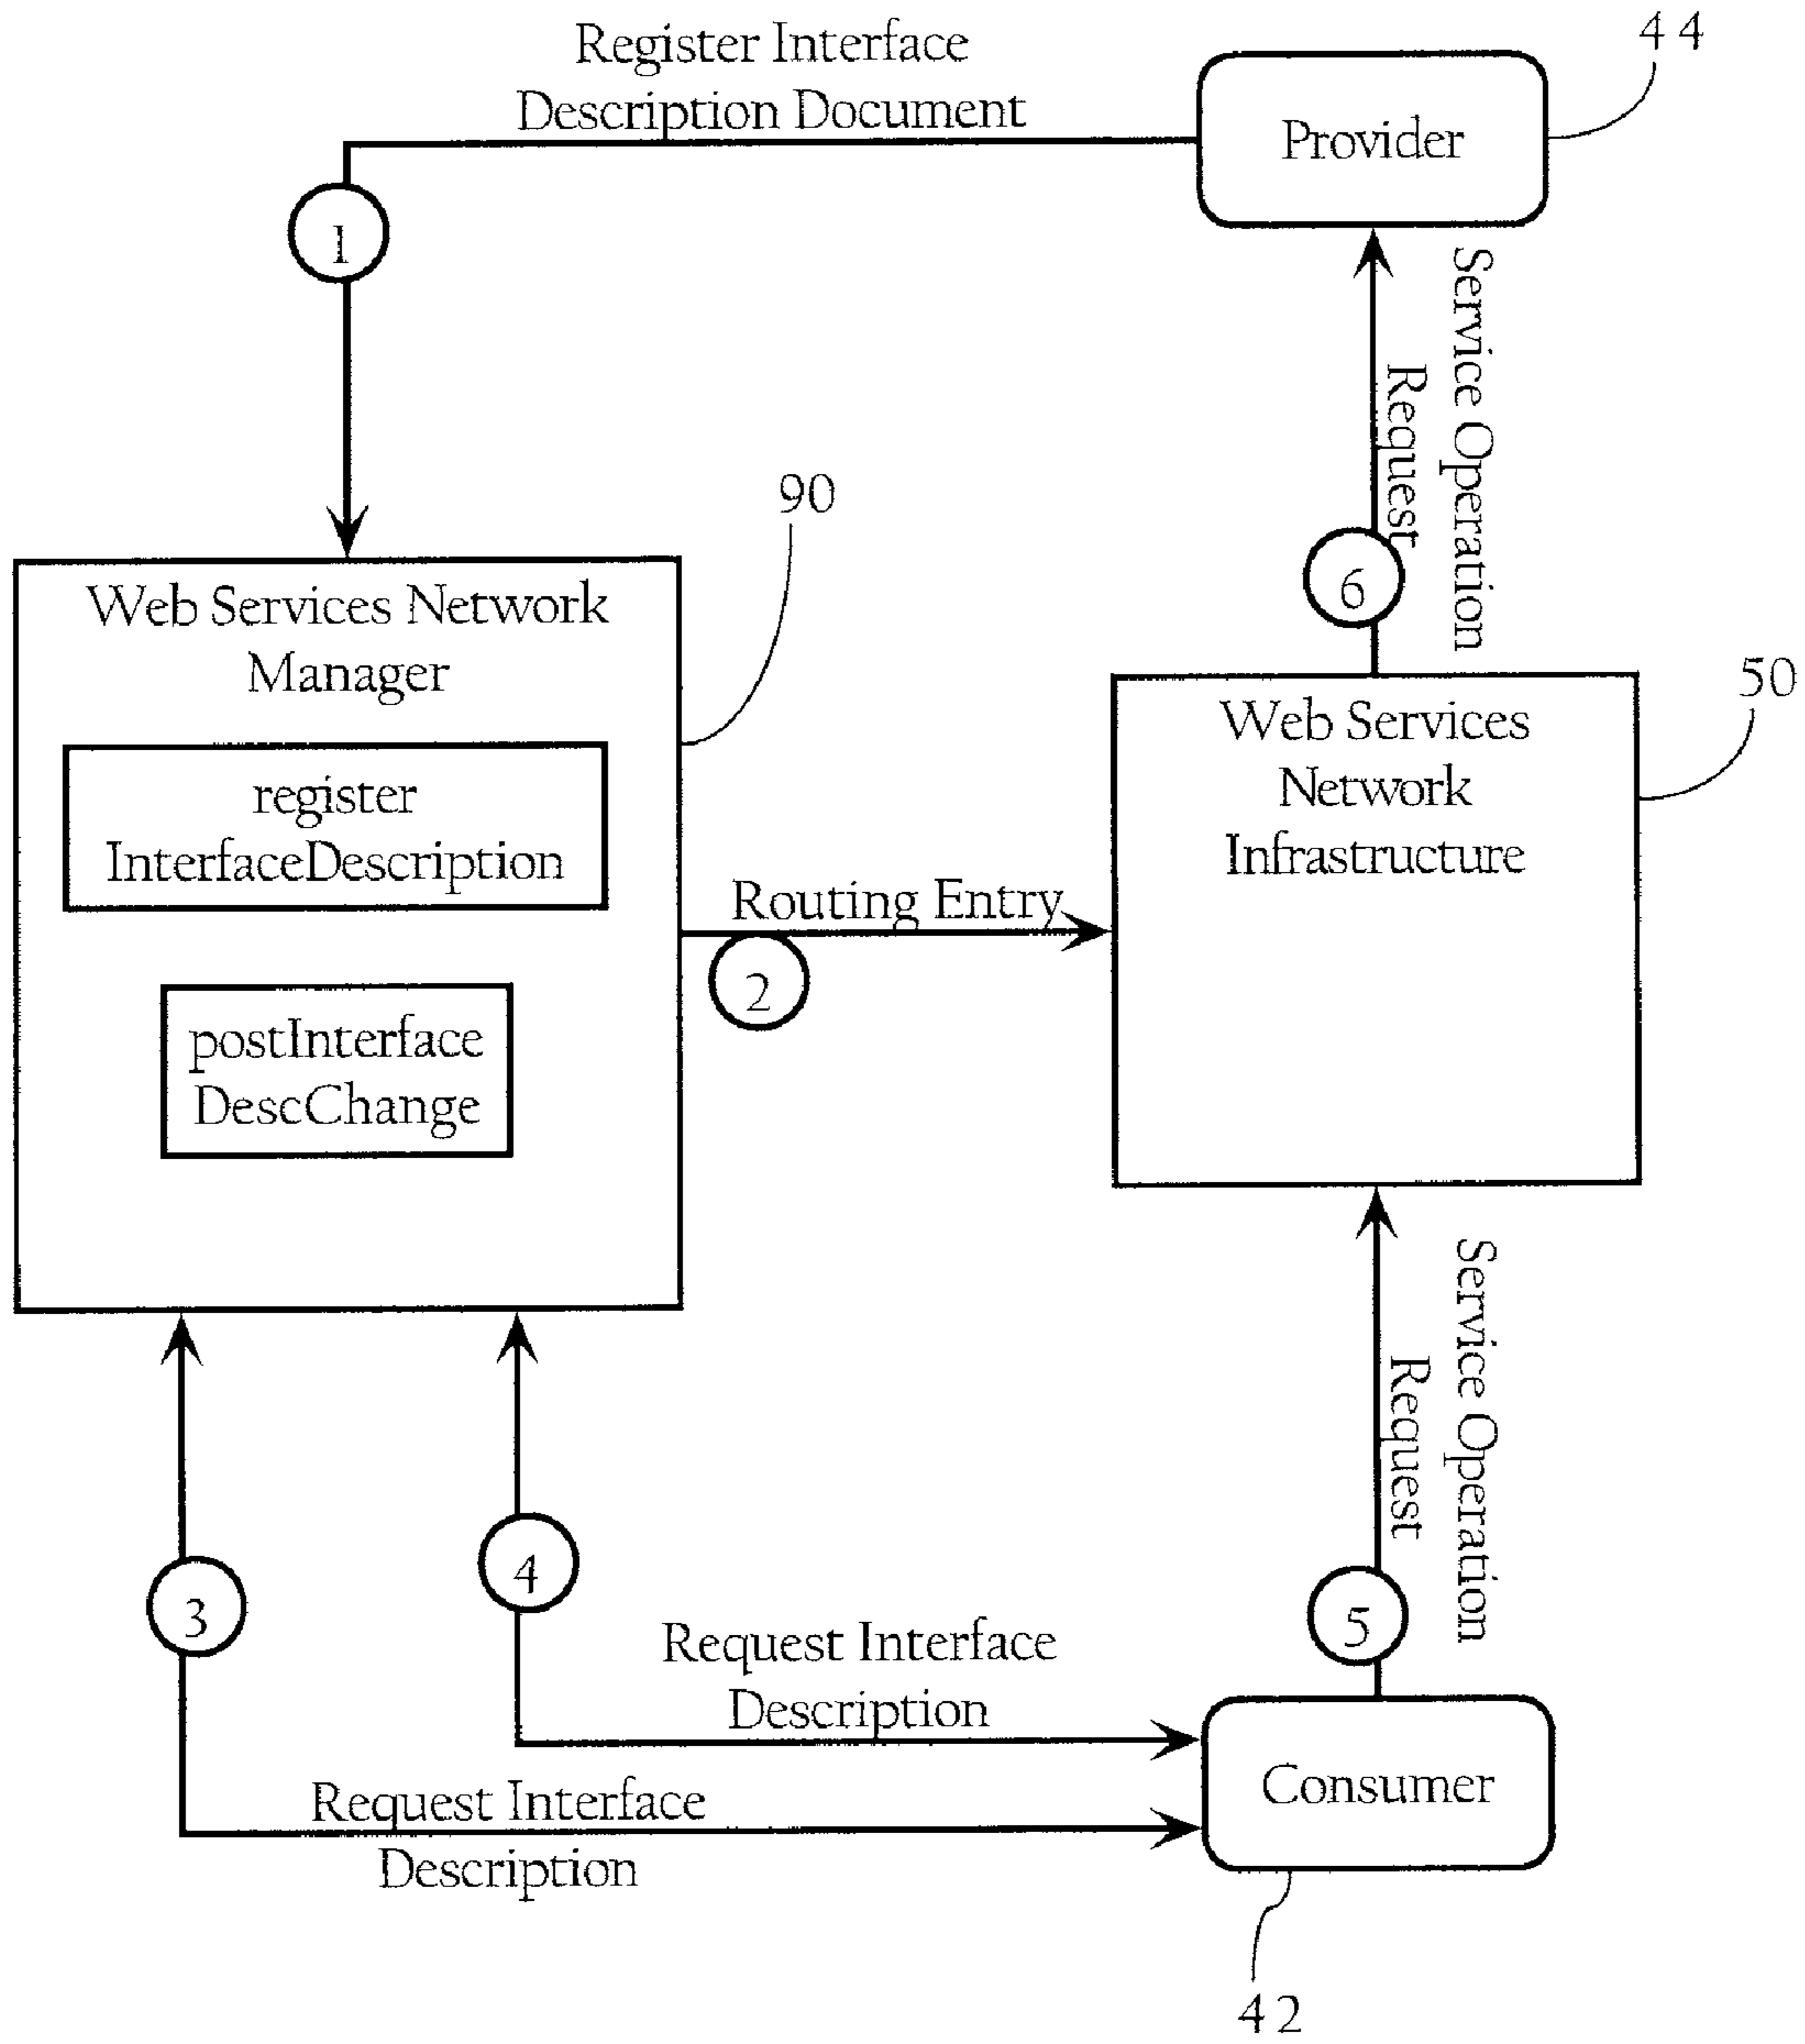 Register Interface
Description Document
44
Provider
1
Service Operation
Request
90
6
Web Services Network
Manager
register
InterfaceDescription
postInterface
DescChange
50
Web Services
Network
Infrastructure
Routing Entry
2
Service Operation
Request
3
4
5
Request Interface
Description
Request Interface
Description
Consumer
42